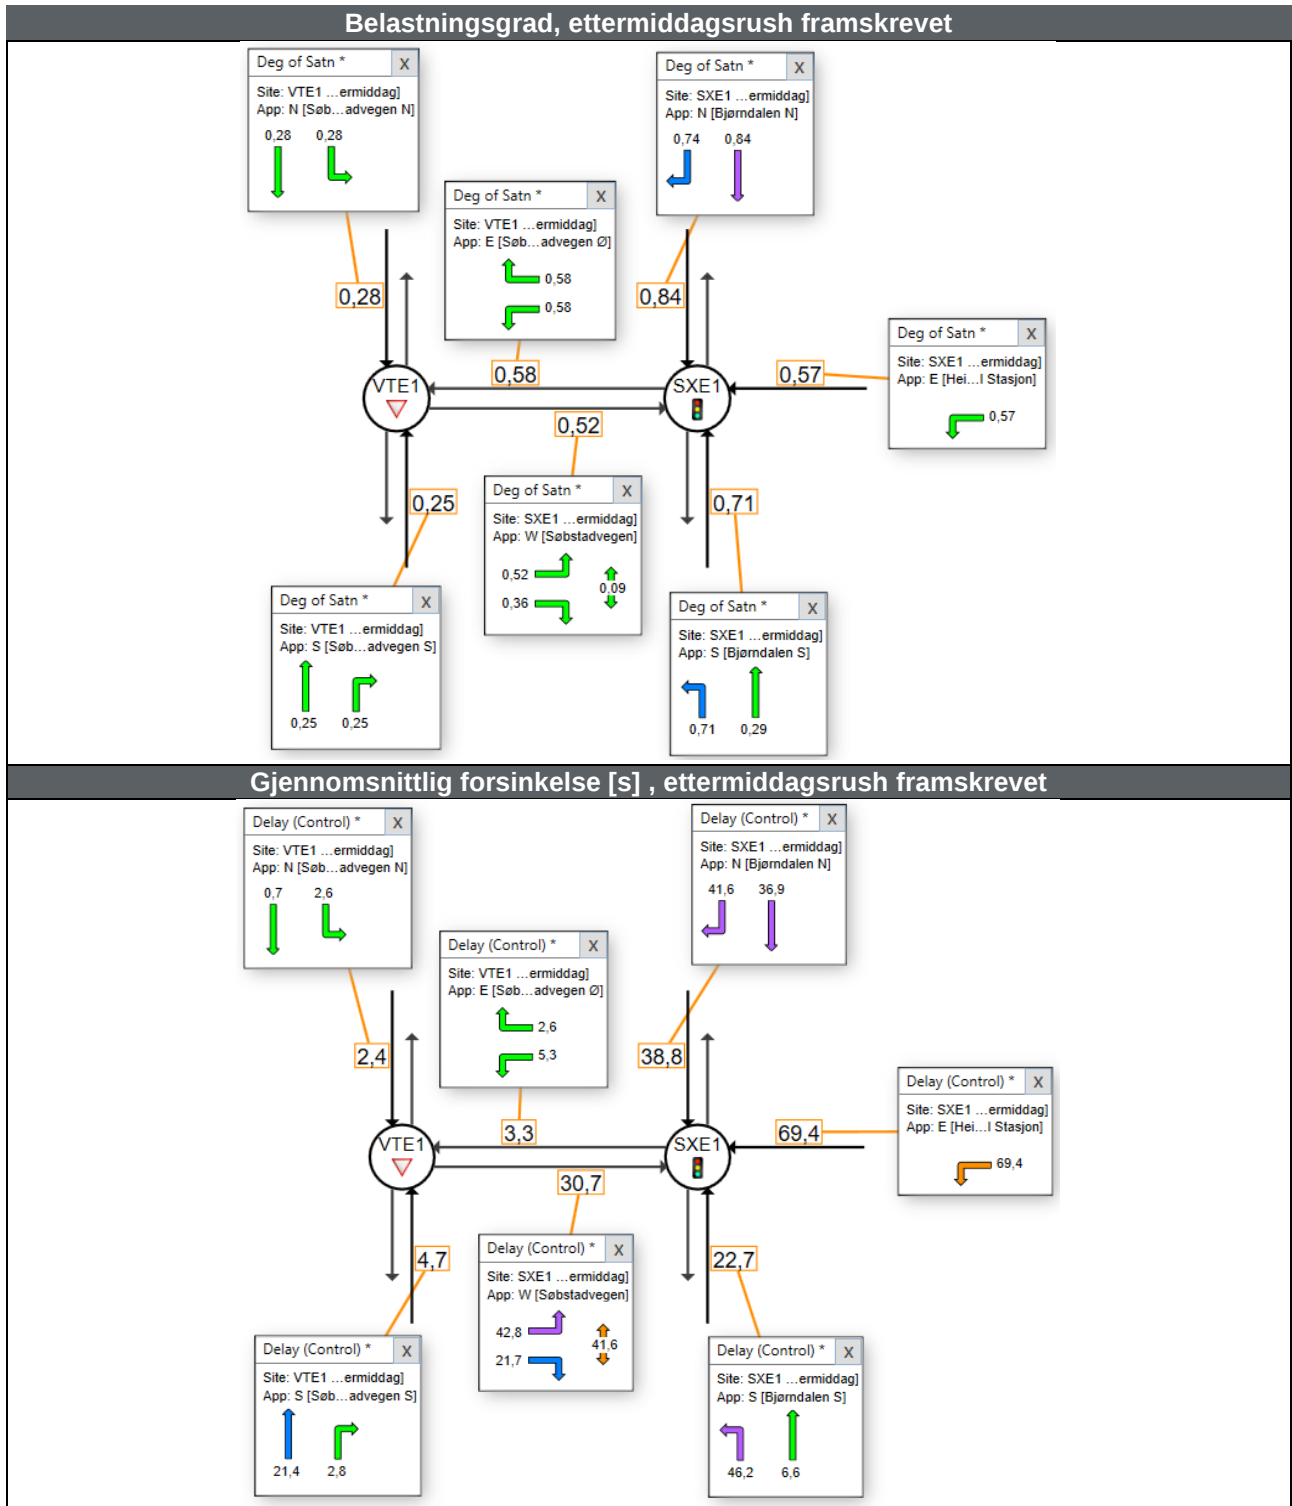 Belastningsgrad, ettermiddagsrush framskrevet
Deg of Satn * X
Site: VTE1 ...ermiddag]
App: N [Søb...advegen N]
0,28 0,28
Deg of Satn * X
Site: SXE1 ...ermiddag]
App: N [Bjørndalen N]
0,74 0,84
Deg of Satn * X
Site: VTE1 ...ermiddag]
App: E [Søb...advegen Ø]
0,58
0,58
0,28
0,84
Deg of Satn * X
Site: SXE1 ...ermiddag]
App: E [Hei...l Stasjon]
0,57
0,58
0,57
VTE1
SXE1
0,52
0,25
0,71
Deg of Satn * X
Site: SXE1 ...ermiddag]
App: W [Søbstadvegen]
0,52
0,09
0,36
Deg of Satn * X
Site: VTE1 ...ermiddag]
App: S [Søb...advegen S]
0,25 0,25
Deg of Satn * X
Site: SXE1 ...ermiddag]
App: S [Bjørndalen S]
0,71 0,29
Gjennomsnittlig forsinkelse [s] , ettermiddagsrush framskrevet
Delay (Control) * X
Site: VTE1 ...ermiddag]
App: N [Søb...advegen N]
0,7 2,6
Delay (Control) * X
Site: SXE1 ...ermiddag]
App: N [Bjørndalen N]
41,6 36,9
Delay (Control) * X
Site: VTE1 ...ermiddag]
App: E [Søb...advegen Ø]
2,6
5,3
2,4
38,8
Delay (Control) * X
Site: SXE1 ...ermiddag]
App: E [Hei...l Stasjon]
69,4
3,3
69,4
VTE1
SXE1
30,7
4,7
22,7
Delay (Control) * X
Site: SXE1 ...ermiddag]
App: W [Søbstadvegen]
42,8
41,6
21,7
Delay (Control) * X
Site: VTE1 ...ermiddag]
App: S [Søb...advegen S]
21,4 2,8
Delay (Control) * X
Site: SXE1 ...ermiddag]
App: S [Bjørndalen S]
46,2 6,6